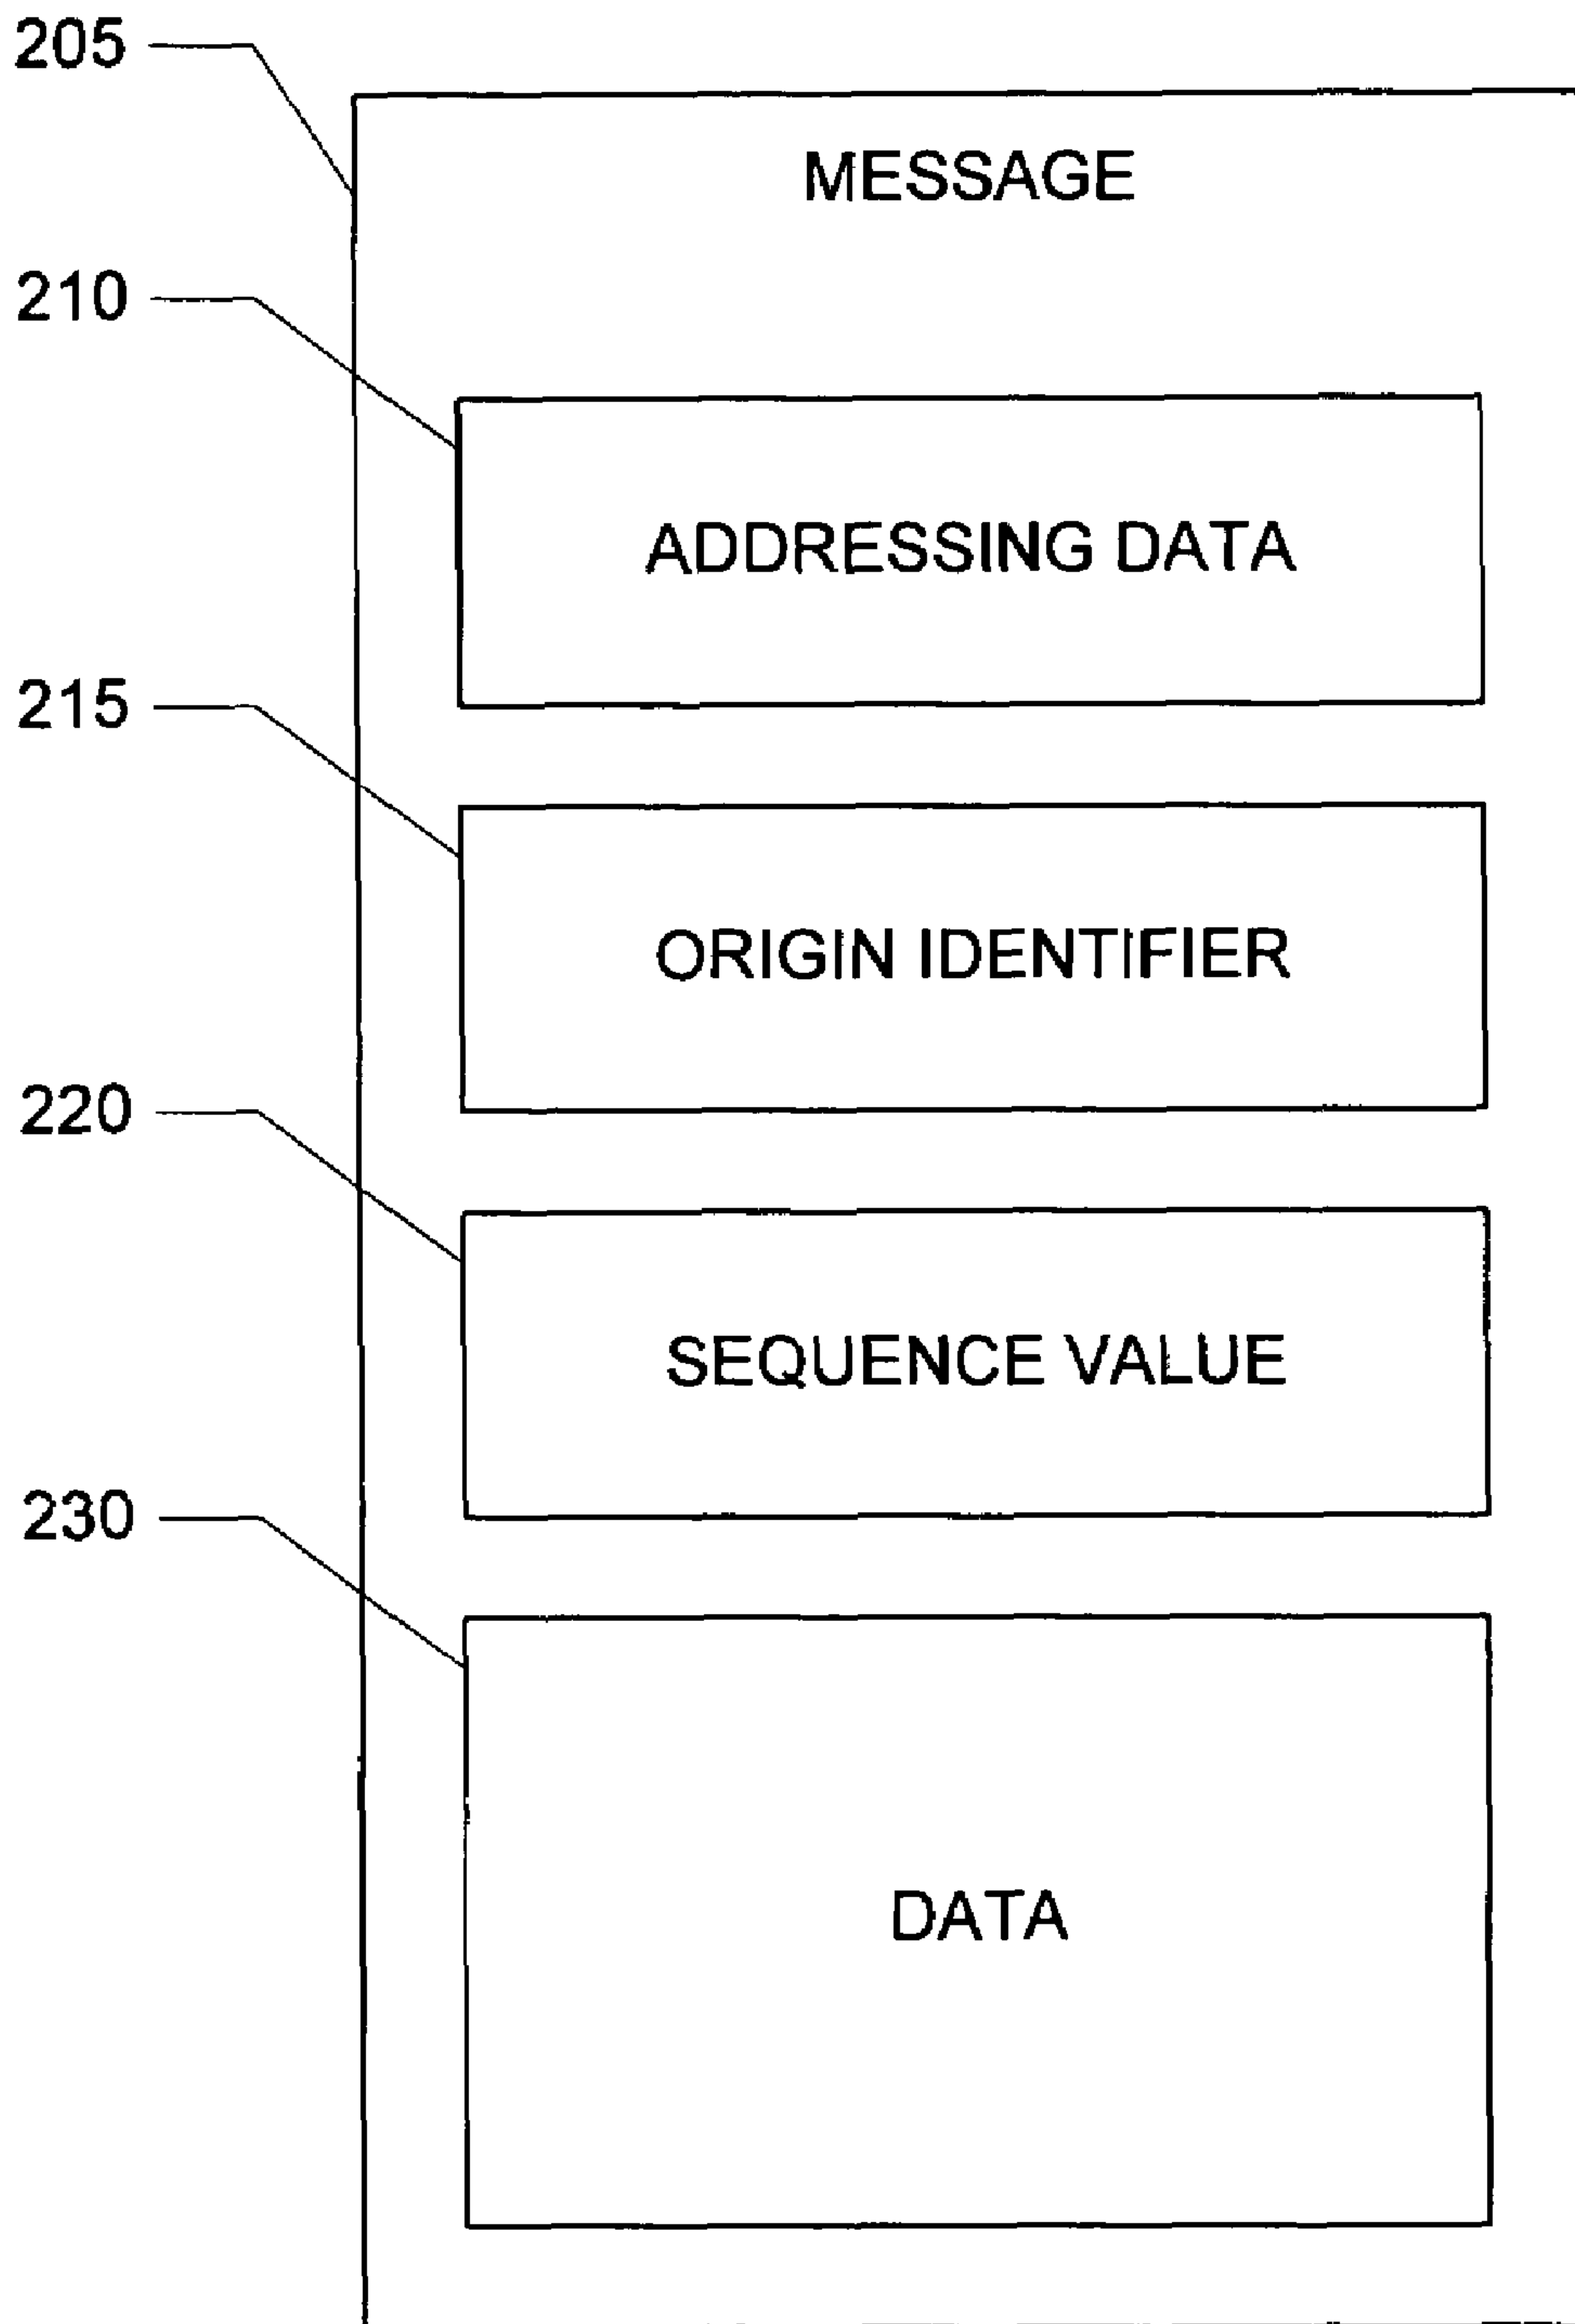 205
MESSAGE
210
ADDRESSING DATA
215
ORIGIN IDENTIFIER
220
SEQUENCE VALUE
230
DATA